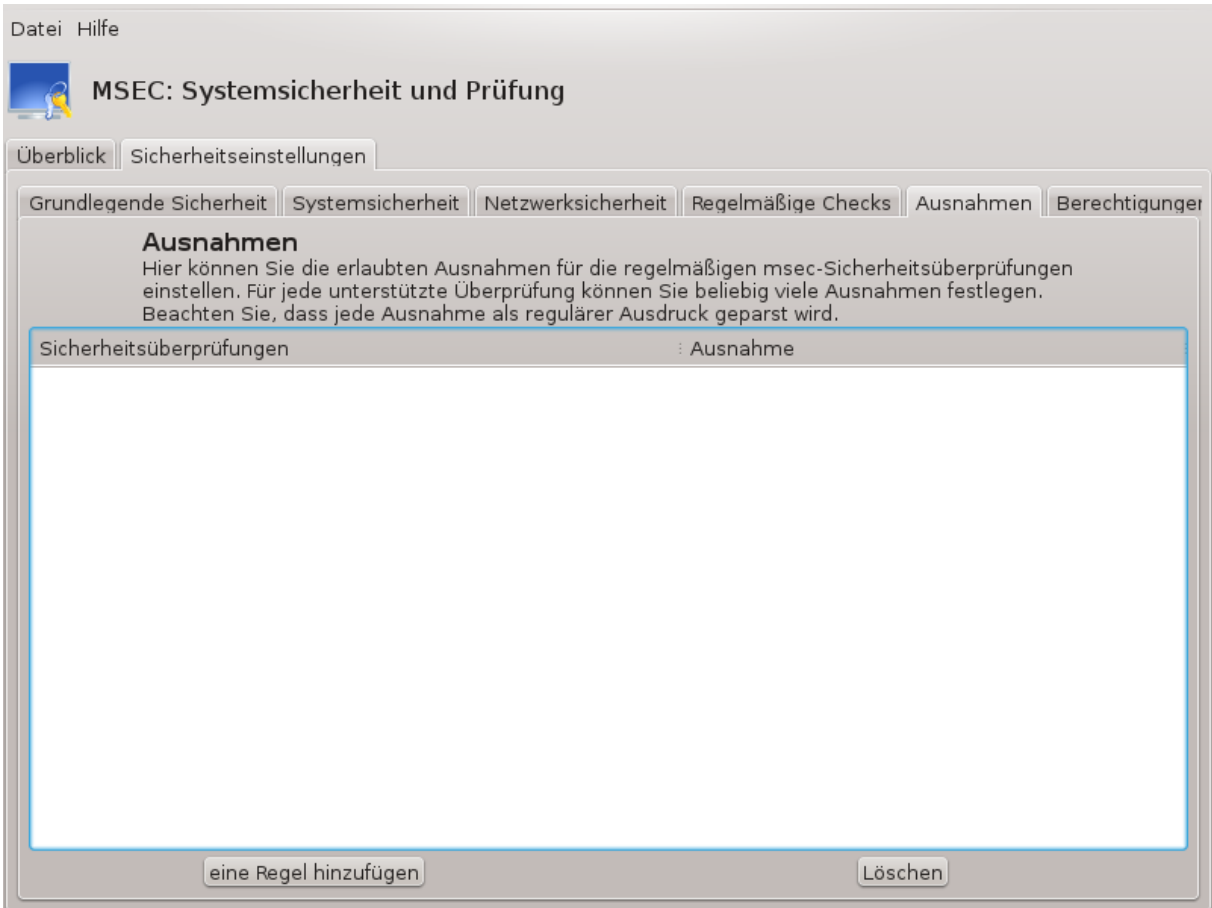 Datei Hilfe
MSEC: Systemsicherheit und Prüfung
Überblick Sicherheitseinstellungen
Grundlegende Sicherheit Systemsicherheit Netzwerksicherheit Regelmäßige Checks Ausnahmen Berechtigungen
Ausnahmen
Hier können Sie die erlaubten Ausnahmen für die regelmäßigen msec-Sicherheitsüberprüfungen
einstellen. Für jede unterstützte Überprüfung können Sie beliebig viele Ausnahmen festlegen.
Beachten Sie, dass jede Ausnahme als regulärer Ausdruck geparst wird.
Sicherheitsüberprüfungen Ausnahme
eine Regel hinzufügen Löschen